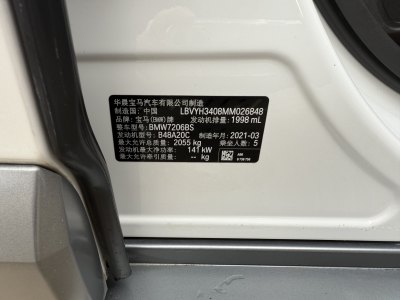 华晨宝马汽车有限公司制造
制造国：中国 LBVYH3408MM026B48
品牌：宝马(BMW)牌 发动机排量：1998 mL
整车型号：BMW7206BS
发动机型号：B48A20C 制造年月：2021-03
最大允许总质量：2055 kg 乘坐人数：5
发动机最大净功率：141 kW
最大允许牵引质量：-- kg